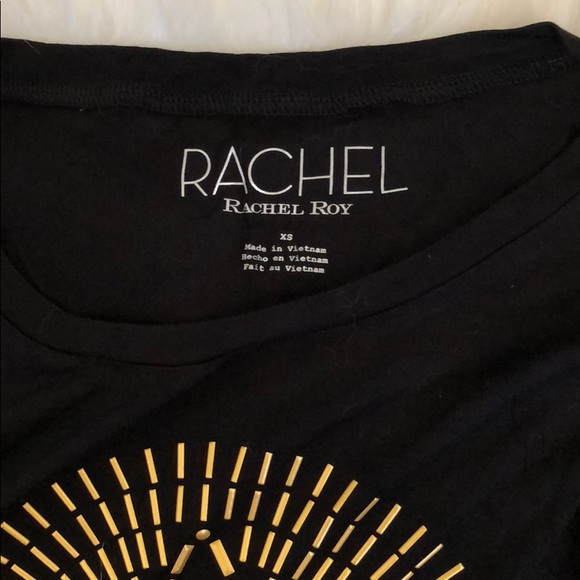 RACHEL
RACHEL ROY
XS
Made in Vietnam
Hecho en Vietnam
Fait au Vietnam